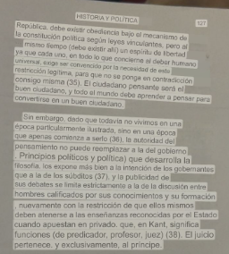 HISTORIA Y POLÍTICA
127
República, debe existir obediencia bajo el mecanismo de
la constitución política según leyes vinculantes, pero al
mismo tiempo (debe existir allí) un espíritu de libertad
ya que cada uno, en todo lo que concierne al deber humano
universal, exige ser convencido por la necesidad de esta
restricción legítima, para que no se ponga en contradicción
consigo misma (35). El ciudadano pensante será el
buen ciudadano, y todo el mundo debe aprender a pensar para
convertirse en un buen ciudadano.
Sin embargo, dado que todavía no vivimos en una
época particularmente ilustrada, sino en una época
que apenas comienza a serlo (36), la autoridad del
pensamiento no puede reemplazar a la del gobierno
. Principios políticos y político) que desarrolla la
filosofía, los expone más bien a la intención de los gobernantes
que a la de los súbditos (37), y la publicidad de
sus debates se limita estrictamente a la de la discusión entre
hombres calificados por sus conocimientos y su formación
, nuevamente con la restricción de que ellos mismos
deben atenerse a las enseñanzas reconocidas por el Estado
cuando apuestan en privado, que, en Kant, significa
funciones (de predicador, profesor, juez) (38). El juicio
pertenece, y exclusivamente, al príncipe.